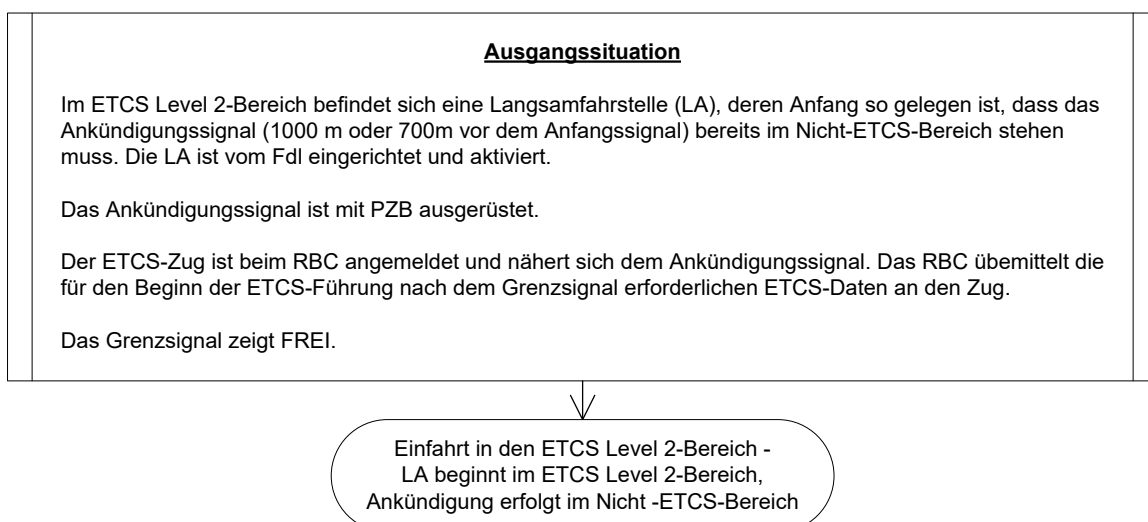 Ausgangssituation
Im ETCS Level 2-Bereich befindet sich eine Langsamfahrstelle (LA), deren Anfang so gelegen ist, dass das
Ankündigungssignal (1000 m oder 700m vor dem Anfangssignal) bereits im Nicht-ETCS-Bereich stehen
muss. Die LA ist vom Fdl eingerichtet und aktiviert.
Das Ankündigungssignal ist mit PZB ausgerüstet.
Der ETCS-Zug ist beim RBC angemeldet und nähert sich dem Ankündigungssignal. Das RBC übermittelt die
für den Beginn der ETCS-Führung nach dem Grenzsignal erforderlichen ETCS-Daten an den Zug.
Das Grenzsignal zeigt FREI.
Einfahrt in den ETCS Level 2-Bereich -
LA beginnt im ETCS Level 2-Bereich,
Ankündigung erfolgt im Nicht -ETCS-Bereich